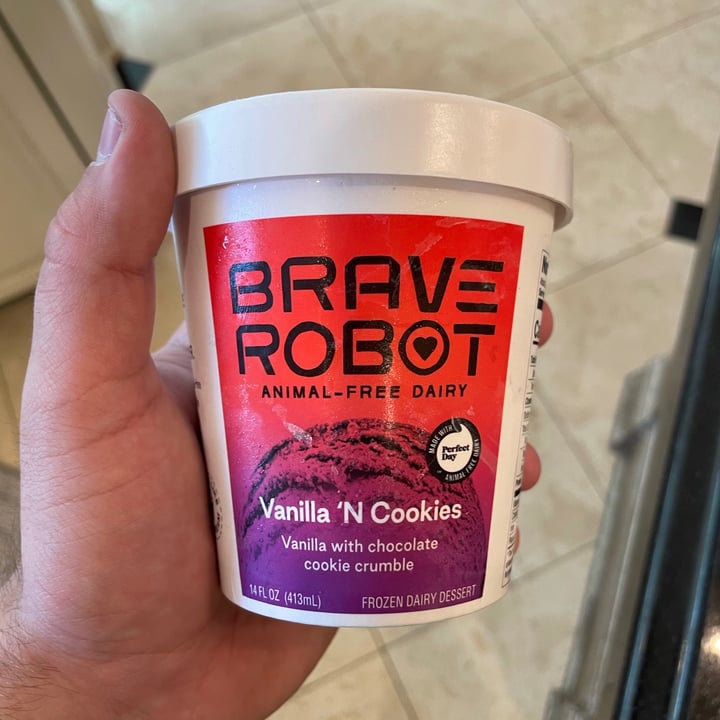 BRAVE
ROBOT
ANIMAL-FREE DAIRY
MADE WITH
Perfect
Day
ANIMAL FREE DAIRY
Vanilla ‘N Cookies
Vanilla with chocolate
cookie crumble
14 FL OZ (413mL)
FROZEN DAIRY DESSERT